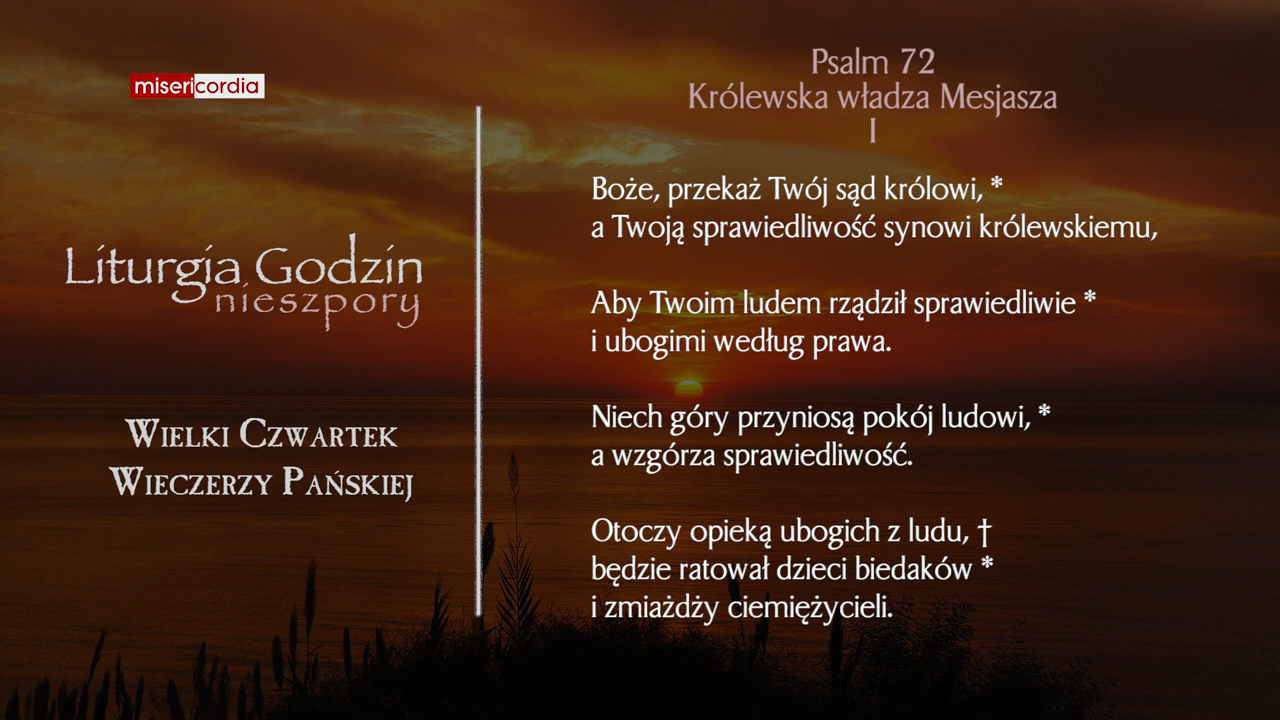 misericordia
Liturgia Godzin
nieszpory
Wielki Czwartek
Wieczerzy Pańskiej
Psalm 72
Królewska władza Mesjasza
I
Boże, przekaż Twój sąd królowi, *
a Twoją sprawiedliwość synowi królewskiemu,
Aby Twoim ludem rządził sprawiedliwie *
i ubogimi według prawa.
Niech góry przyniosą pokój ludowi, *
a wzgórza sprawiedliwość.
Otoczy opieką ubogich z ludu, †
będzie ratował dzieci biedaków *
i zmiażdży ciemiężycieli.